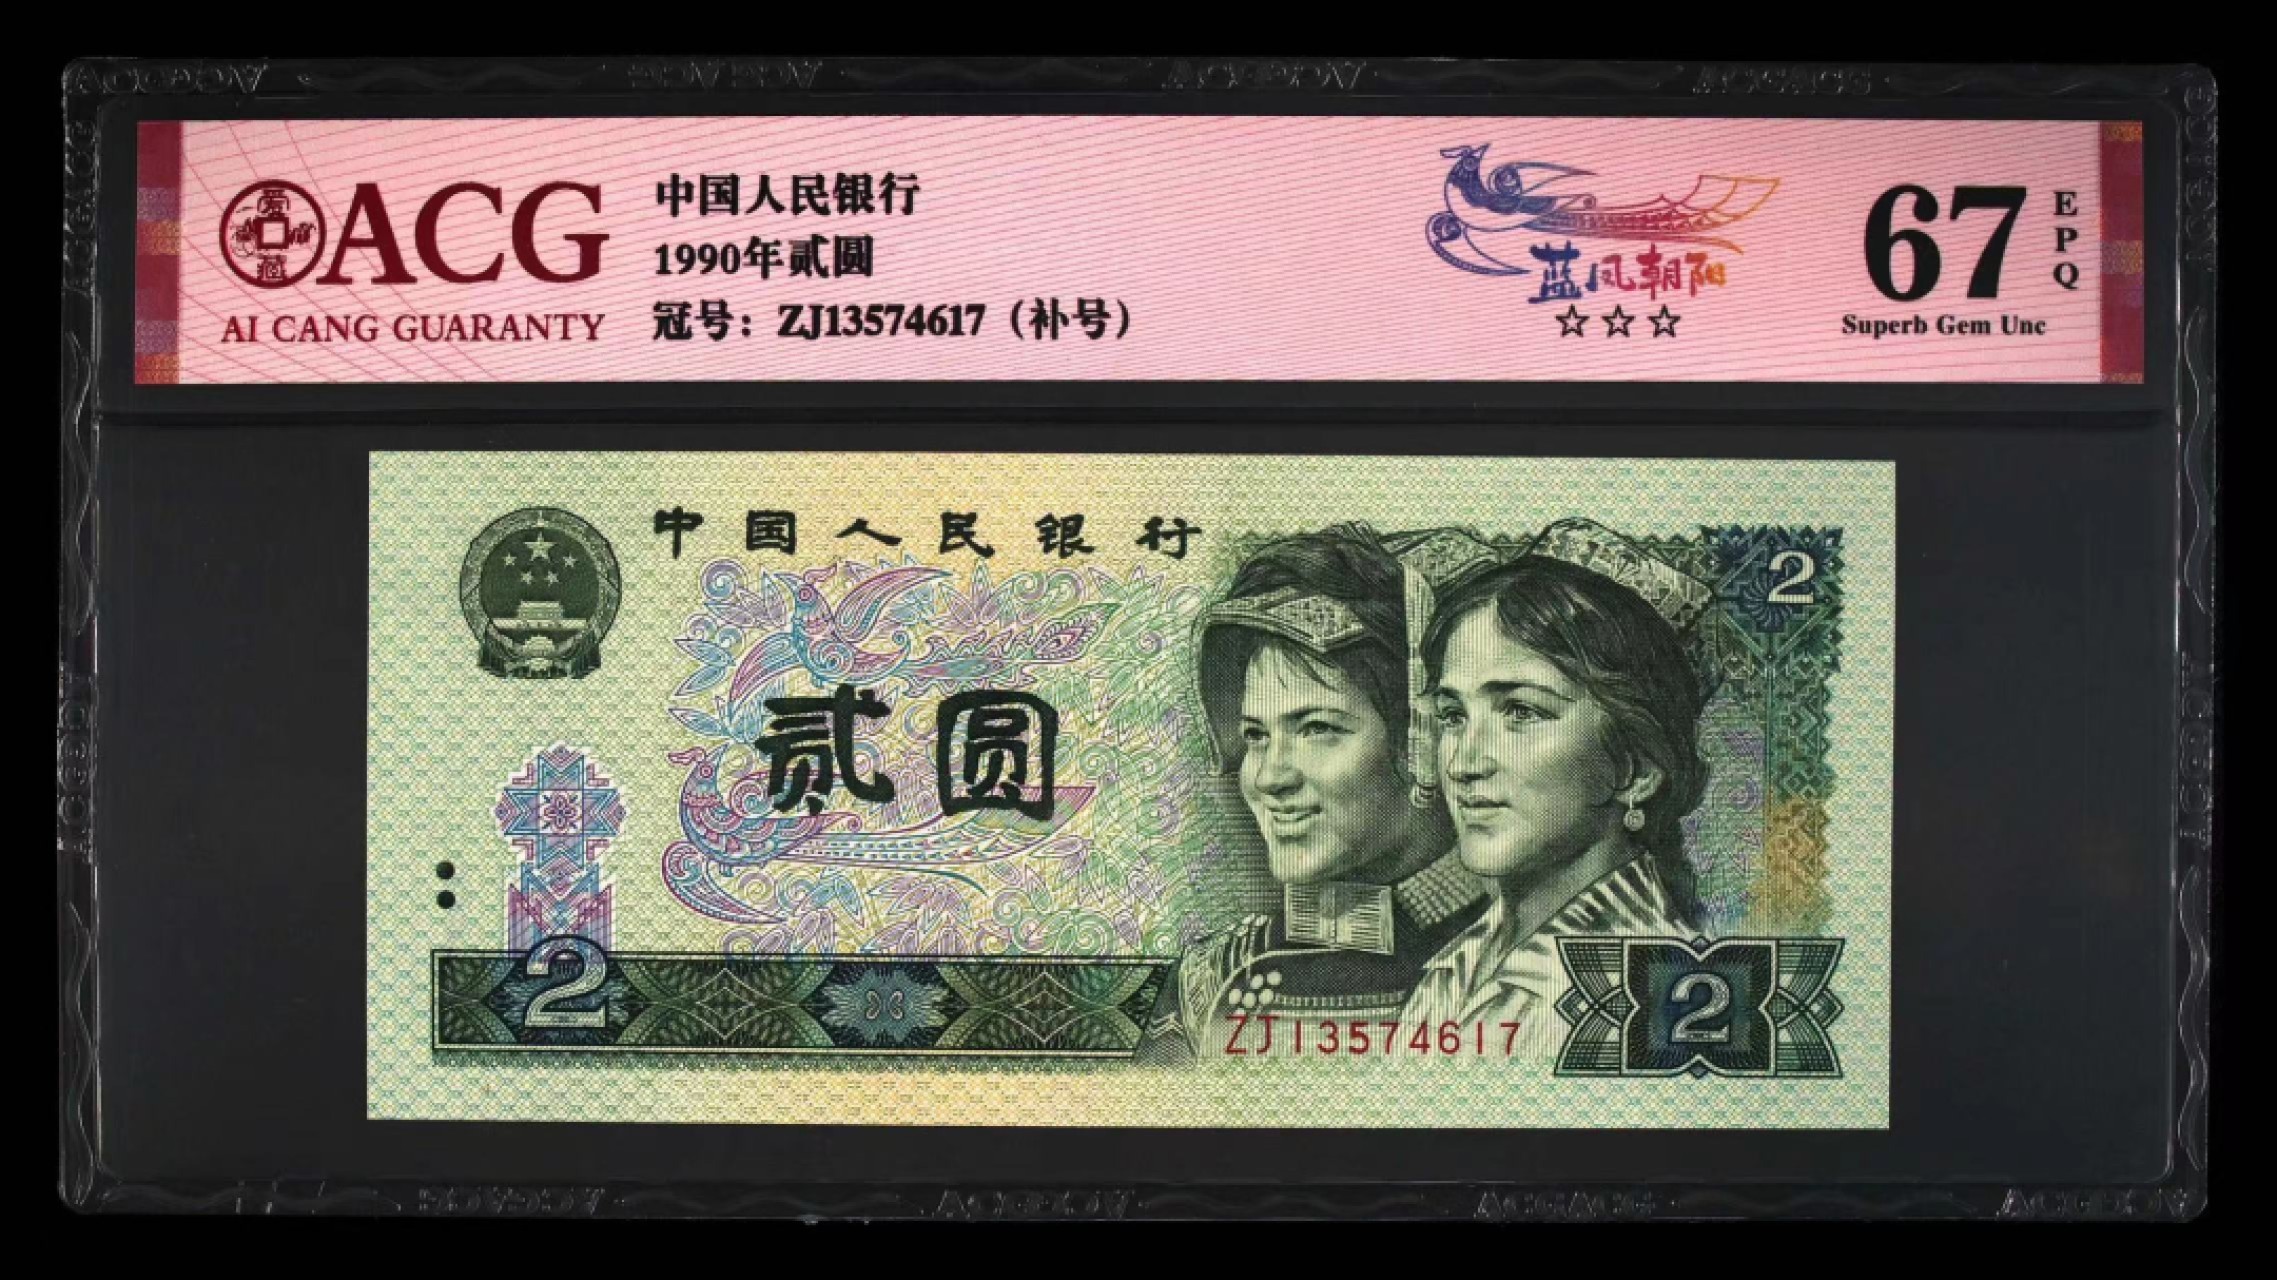 爱藏
ACG
AI CANG GUARANTY
中国人民银行
1990年贰圆
冠号：ZJ13574617（补号）
蓝凤朝阳
☆☆☆
67
EPQ
Superb Gem Unc
中国人民银行
2
贰圆
2
ZJ13574617
2